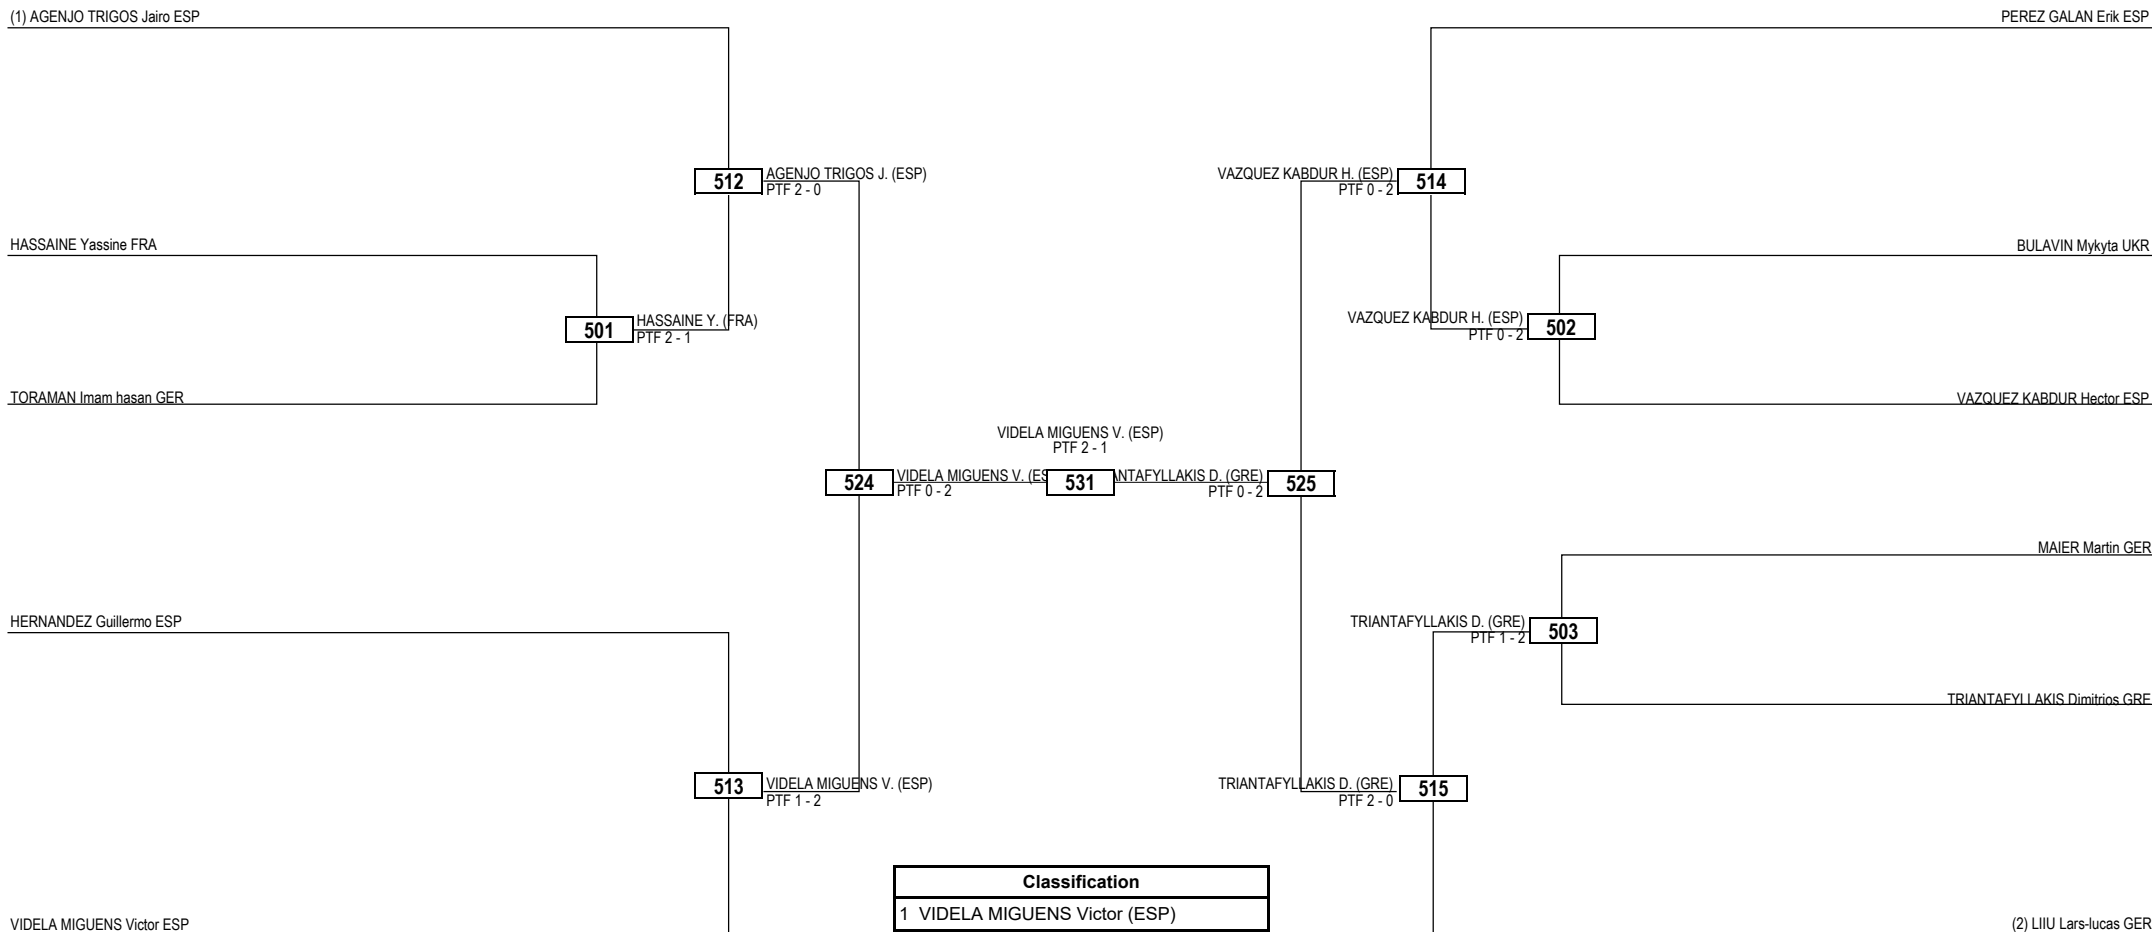 (1) AGENJO TRIGOS Jairo ESP
PEREZ GALAN Erik ESP
512
AGENJO TRIGOS J. (ESP)
PTF 2 - 0
VAZQUEZ KABDUR H. (ESP)
PTF 0 - 2
514
HASSAINE Yassine FRA
BULAVIN Mykyta UKR
501
HASSAINE Y. (FRA)
PTF 2 - 1
VAZQUEZ KABDUR H. (ESP)
PTF 0 - 2
502
TORAMAN Imam hasan GER
VAZQUEZ KABDUR Hector ESP
VIDELA MIGUENS V. (ESP)
PTF 2 - 1
524
VIDELA MIGUENS V. (ES
PTF 0 - 2
531
ANTAFYLLAKIS D. (GRE)
PTF 0 - 2
525
MAIER Martin GER
HERNANDEZ Guillermo ESP
TRIANTAFYLLAKIS D. (GRE)
PTF 1 - 2
503
TRIANTAFYLLAKIS Dimitrios GRE
513
VIDELA MIGUENS V. (ESP)
PTF 1 - 2
TRIANTAFYLLAKIS D. (GRE)
PTF 2 - 0
515
Classification
1 VIDELA MIGUENS Victor (ESP)
VIDELA MIGUENS Victor ESP
(2) LIIU Lars-lucas GER